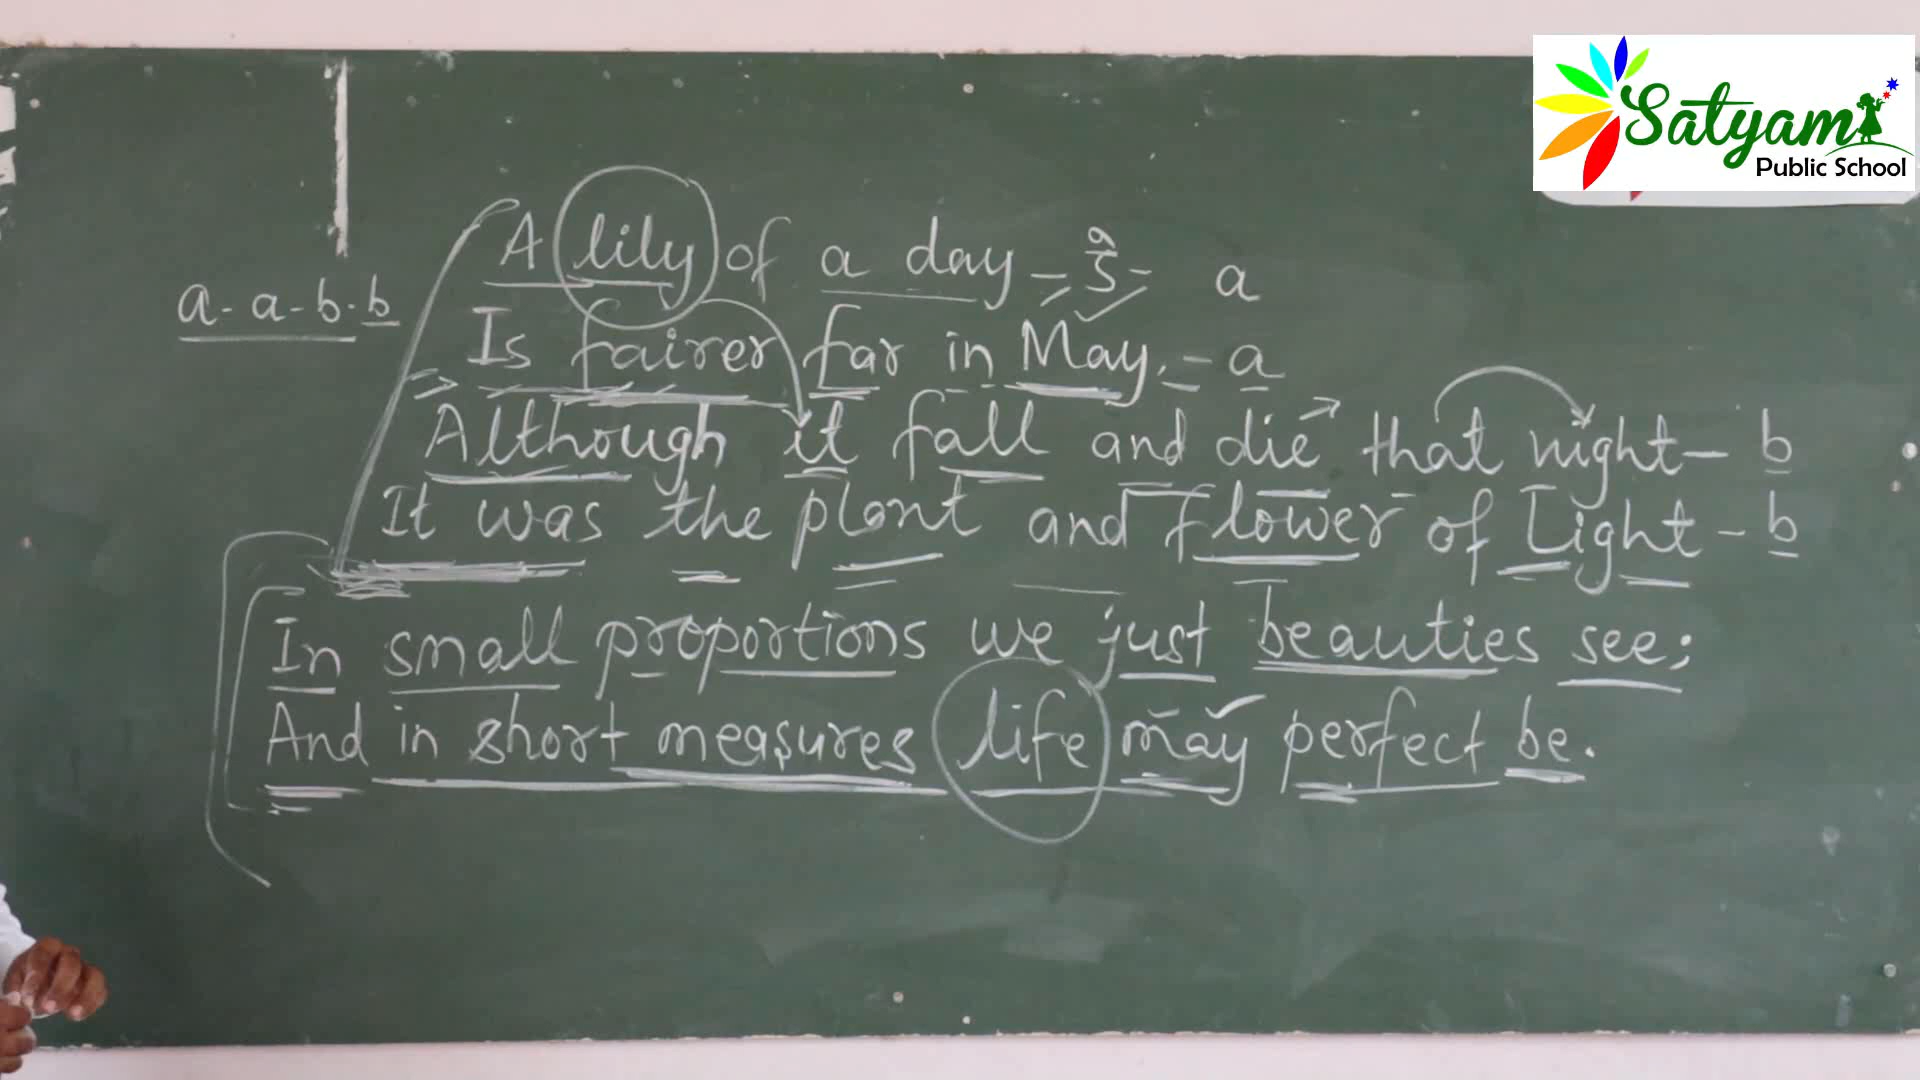 Satyam
Public School
A lily of a day - a
a-a-b-b
Is fairer far in May, - a
Although it fall and die that night - b
It was the plant and flower of Light - b
In small proportions we just beauties see;
And in short measures life may perfect be.